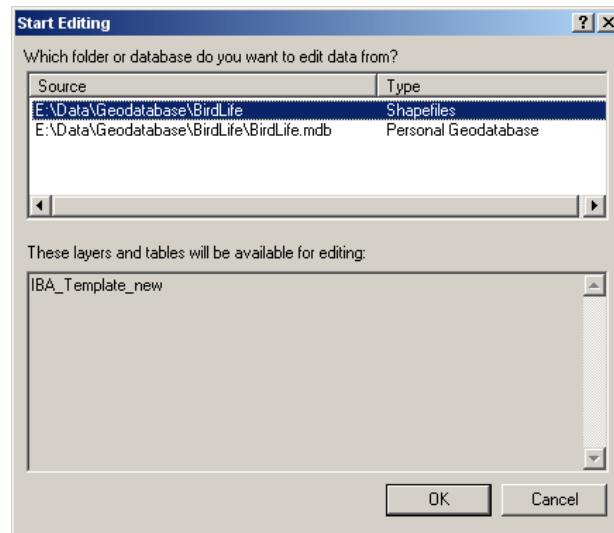 Start Editing
Which folder or database do you want to edit data from?
Source Type
E:\Data\Geodatabase\BirdLife Shapefiles
E:\Data\Geodatabase\BirdLife\BirdLife.mdb Personal Geodatabase
These layers and tables will be available for editing:
IBA_Template_new
OK Cancel